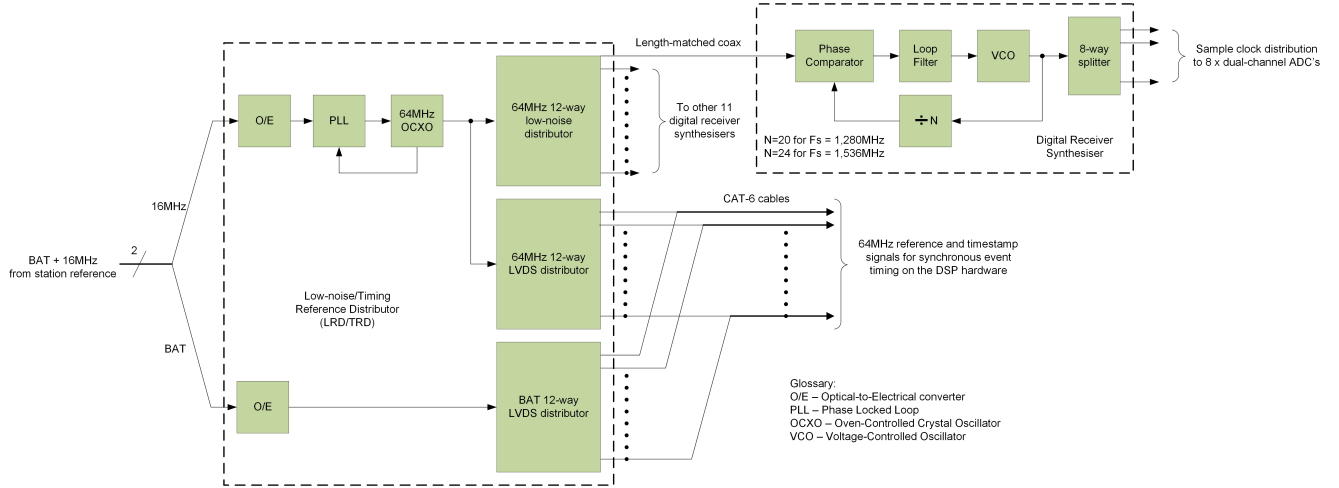 BAT + 16MHz
from station reference
2
16MHz
BAT
O/E
PLL
64MHz
OCXO
64MHz 12-way
low-noise
distributor
64MHz 12-way
LVDS distributor
Low-noise/Timing
Reference Distributor
(LRD/TRD)
O/E
BAT 12-way
LVDS distributor
Length-matched coax
To other 11
digital receiver
synthesisers
Phase
Comparator
Loop
Filter
VCO
8-way
splitter
÷N
N=20 for Fs = 1,280MHz
N=24 for Fs = 1,536MHz
Digital Receiver
Synthesiser
Sample clock distribution
to 8 x dual-channel ADC's
CAT-6 cables
64MHz reference and timestamp
signals for synchronous event
timing on the DSP hardware
Glossary:
O/E – Optical-to-Electrical converter
PLL – Phase Locked Loop
OCXO – Oven-Controlled Crystal Oscillator
VCO – Voltage-Controlled Oscillator